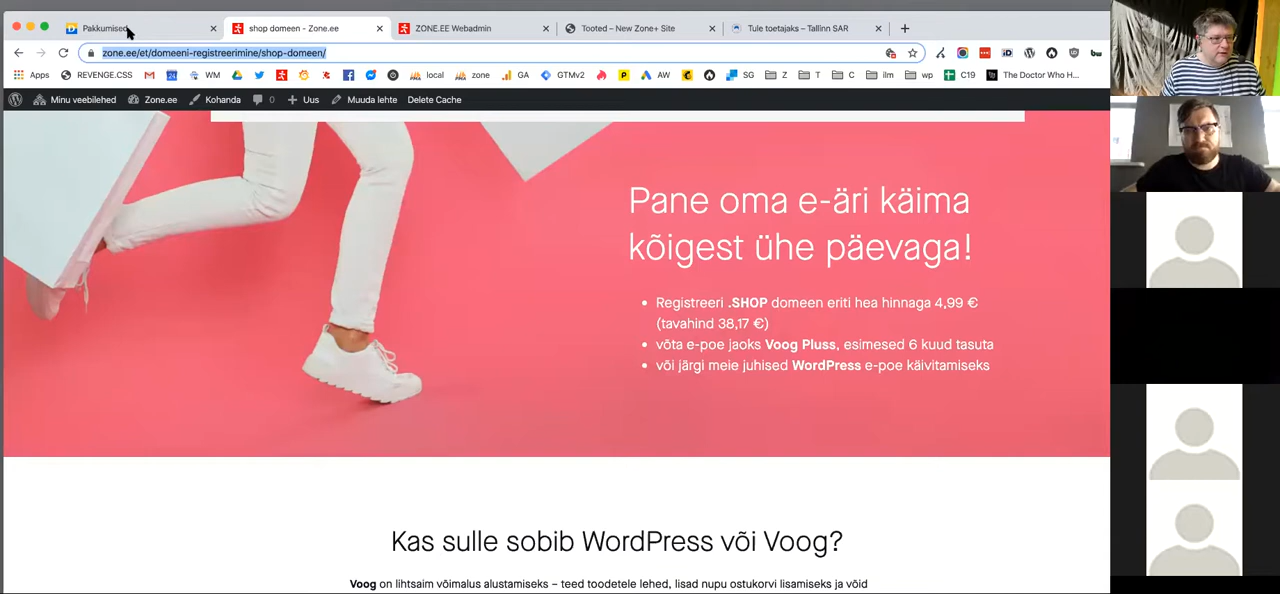 Pakkumised
shop domeen - Zone.ee
ZONE.EE Webadmin
Tooted – New Zone+ Site
Tule toetajaks – Tallinn SAR
zone.ee/et/domeeni-registreerimine/shop-domeen/
Apps REVENGE.CSS WM local zone GA GTMv2 AW SG Z T C ilm wp C19 The Doctor Who H...
Minu veebilehed Zone.ee Kohanda 0 Uus Muuda lehte Delete Cache
Pane oma e-äri käima
kõigest ühe päevaga!
• Registreeri .SHOP domeen eriti hea hinnaga 4,99 €
(tavahind 38,17 €)
• võta e-poe jaoks Voog Pluss, esimesed 6 kuud tasuta
• või järgi meie juhised WordPress e-poe käivitamiseks
Kas sulle sobib WordPress või Voog?
Voog on lihtsaim võimalus alustamiseks – teed toodetele lehed, lisad nupu ostukorvi lisamiseks ja võid